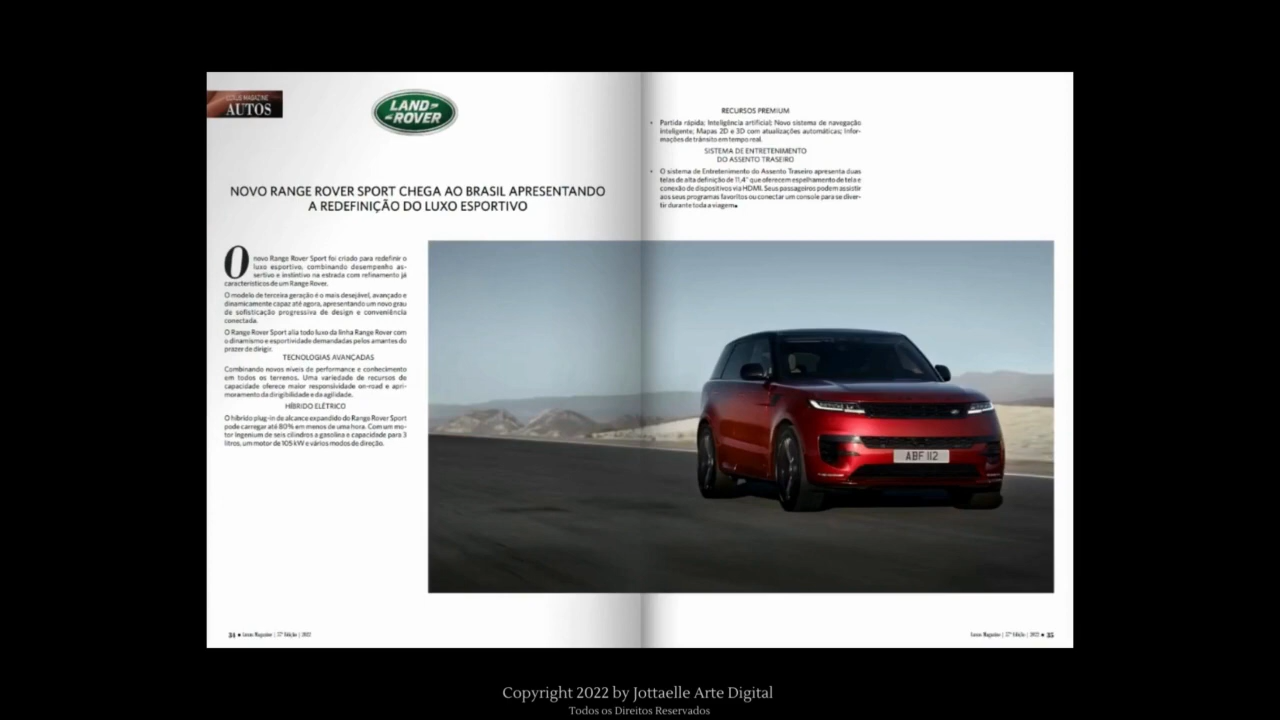 LOCUS MAGAZINE
AUTOS
LAND
ROVER
NOVO RANGE ROVER SPORT CHEGA AO BRASIL APRESENTANDO
A REDEFINIÇÃO DO LUXO ESPORTIVO
O novo Range Rover Sport foi criado para redefinir o
luxo esportivo, combinando desempenho as-
sertivo e instintivo na estrada com refinamento já
característicos de um Range Rover.
O modelo de terceira geração é o mais desejável, avançado e
dinamicamente capaz até agora, apresentando um novo grau
de sofisticação progressiva de design e conveniência
conectada.
O Range Rover Sport alia todo luxo da linha Range Rover com
o dinamismo e esportividade demandadas pelos amantes do
prazer de dirigir.
TECNOLOGIAS AVANÇADAS
Combinando novos níveis de performance e conhecimento
em todos os terrenos. Uma variedade de recursos de
capacidade oferece maior responsividade on-road e apri-
moramento da dirigibilidade e da agilidade.
HÍBRIDO ELÉTRICO
O híbrido plug-in de alcance expandido do Range Rover Sport
pode carregar até 80% em menos de uma hora. Com um mo-
tor Ingenium de seis cilindros a gasolina e capacidade para 3
litros, um motor de 105 kW e vários modos de direção.
34 ● Locus Magazine | 57ª Edição | 2022
RECURSOS PREMIUM
• Partida rápida; Inteligência artificial; Novo sistema de navegação
inteligente; Mapas 2D e 3D com atualizações automáticas; Infor-
mações de trânsito em tempo real.
SISTEMA DE ENTRETENIMENTO
DO ASSENTO TRASEIRO
• O sistema de Entretenimento do Assento Traseiro apresenta duas
telas de alta definição de 11,4" que oferecem espelhamento de tela e
conexão de dispositivos via HDMI. Seus passageiros podem assistir
aos seus programas favoritos ou conectar um console para se diver-
tir durante toda a viagem.
ABF 112
Locus Magazine | 57ª Edição | 2022 ● 35
Copyright 2022 by Jottaelle Arte Digital
Todos os Direitos Reservados